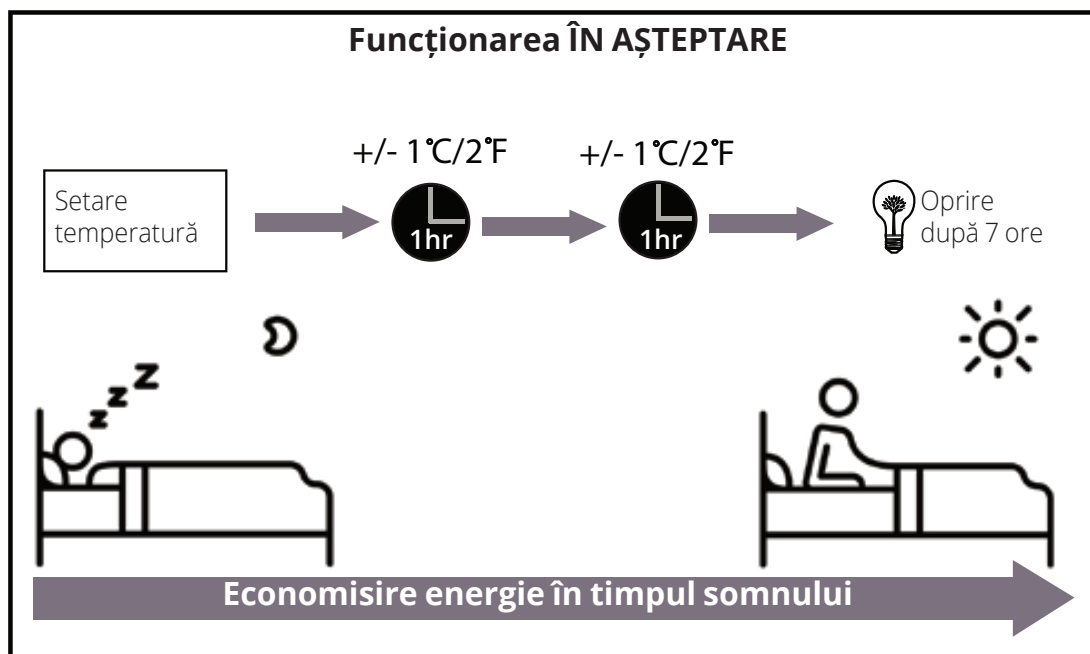 Funcționarea ÎN AȘTEPTARE
+/- 1°C/2°F
+/- 1°C/2°F
Setare
temperatură
1hr
1hr
Oprire
după 7 ore
z z Z
Economisire energie în timpul somnului